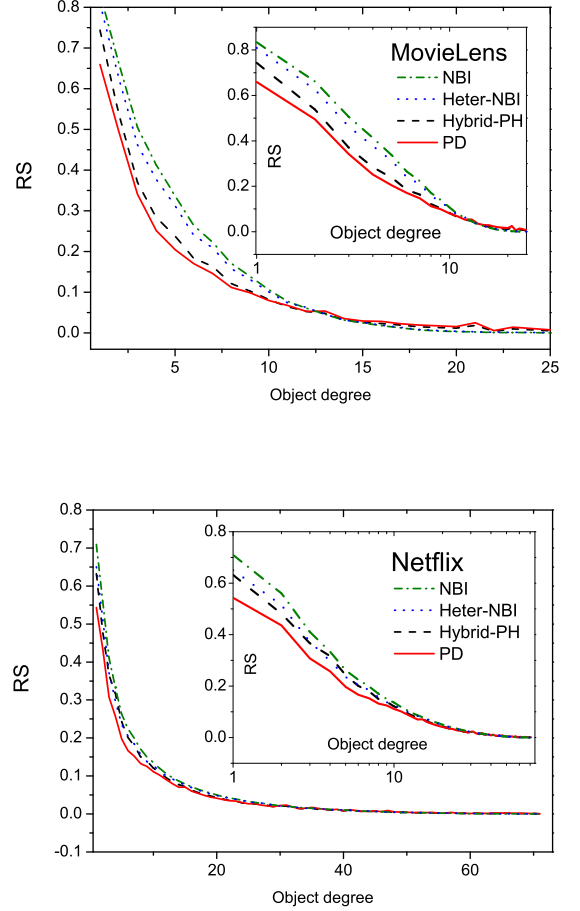 0.8
0.7
0.6
0.5
0.4
0.3
0.2
0.1
0.0
RS
5
10
15
20
25
Object degree
0.8
0.6
0.4
0.2
0.0
RS
1
10
Object degree
MovieLens
NBI
Heter-NBI
Hybrid-PH
PD
0.8
0.7
0.6
0.5
0.4
0.3
0.2
0.1
0.0
-0.1
RS
20
40
60
Object degree
0.8
0.6
0.4
0.2
0.0
RS
1
10
Object degree
Netflix
NBI
Heter-NBI
Hybrid-PH
PD